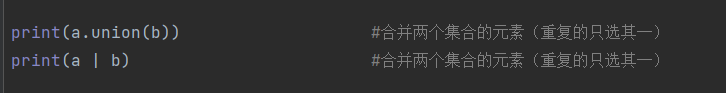 print(a.union(b)) #合并两个集合的元素（重复的只选其一）
print(a | b) #合并两个集合的元素（重复的只选其一）